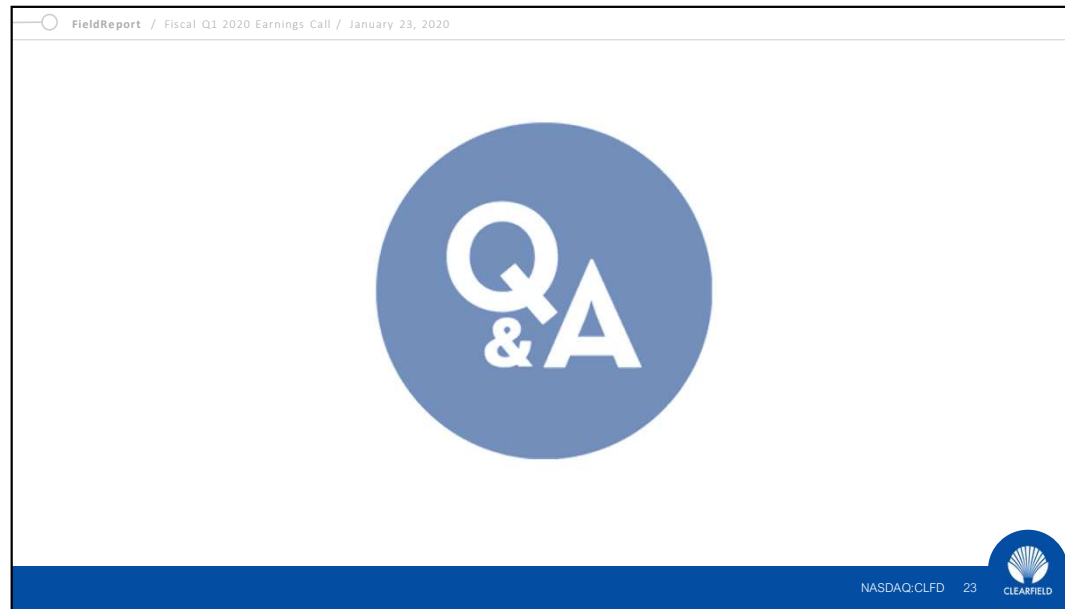 FieldReport / Fiscal Q1 2020 Earnings Call / January 23, 2020
Q
&A
NASDAQ:CLFD 23
CLEARFIELD